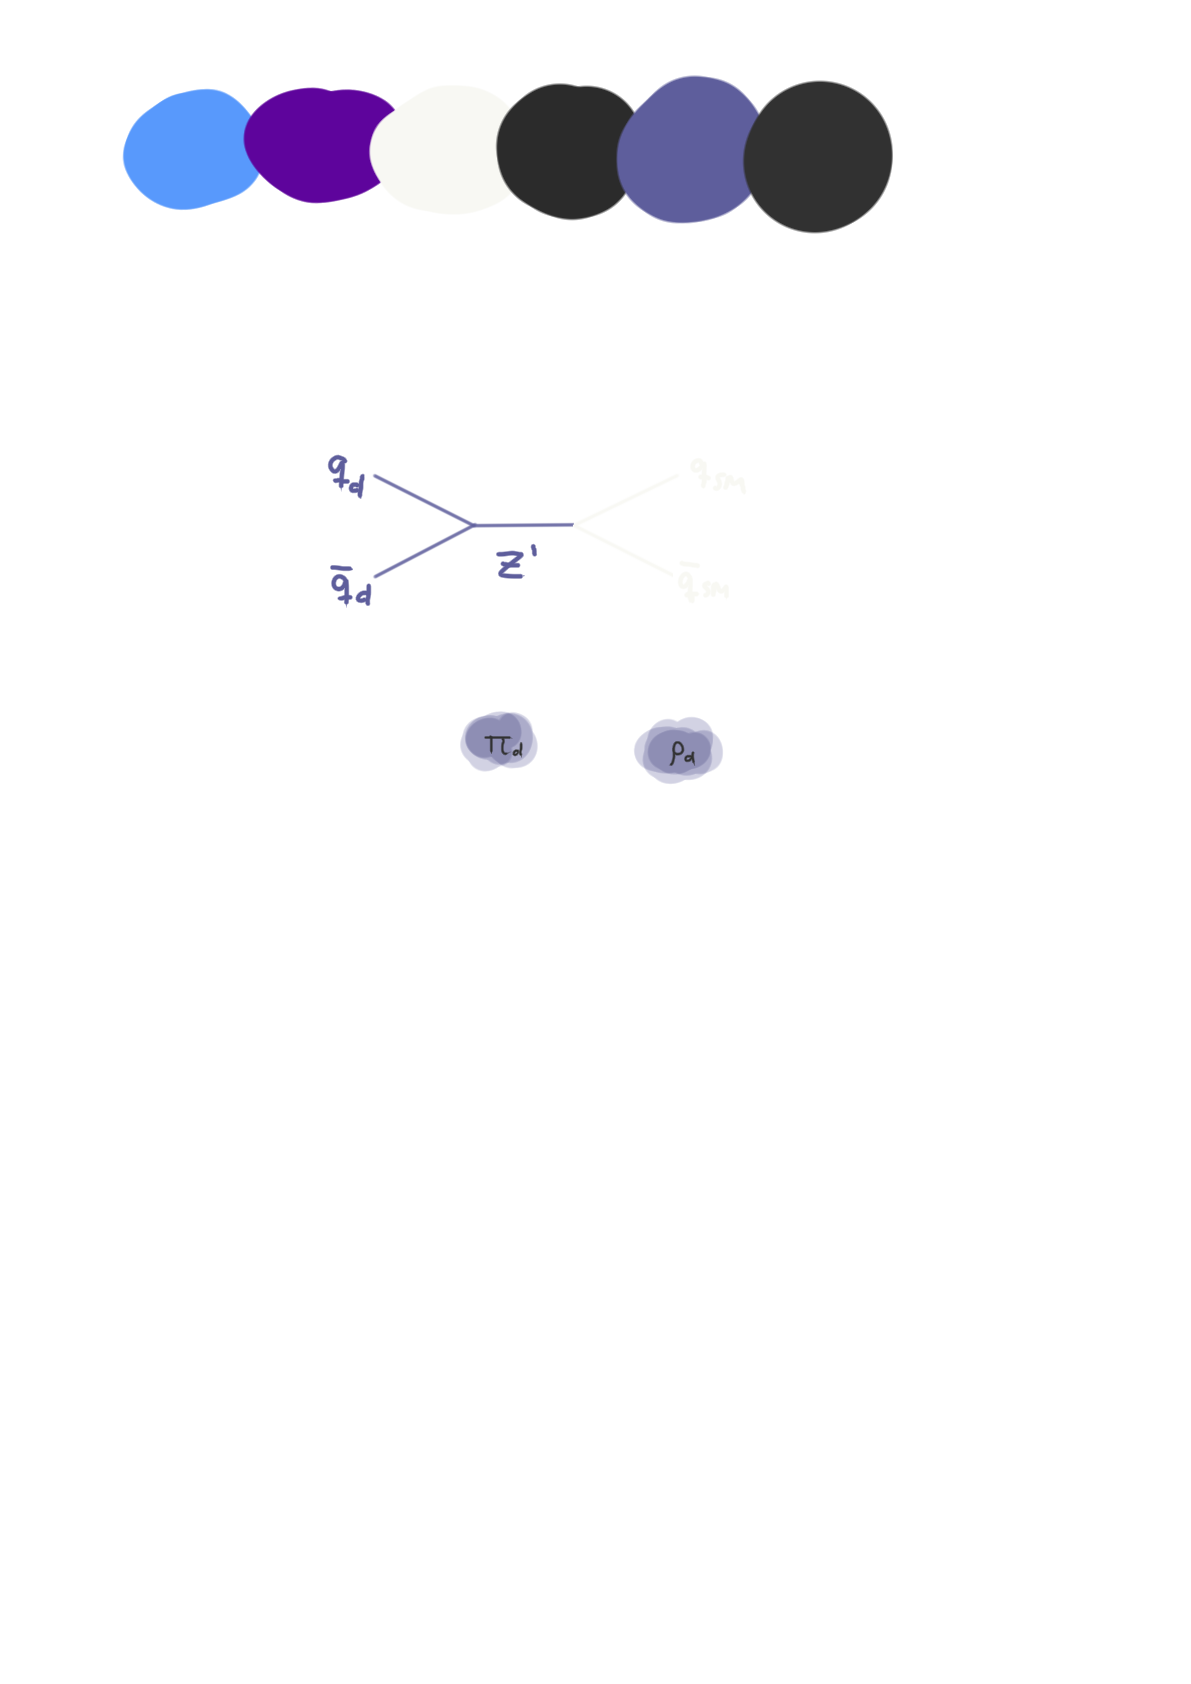 q_d q_SM
Z'
q̄_d q̄_SM
π_d ρ_d